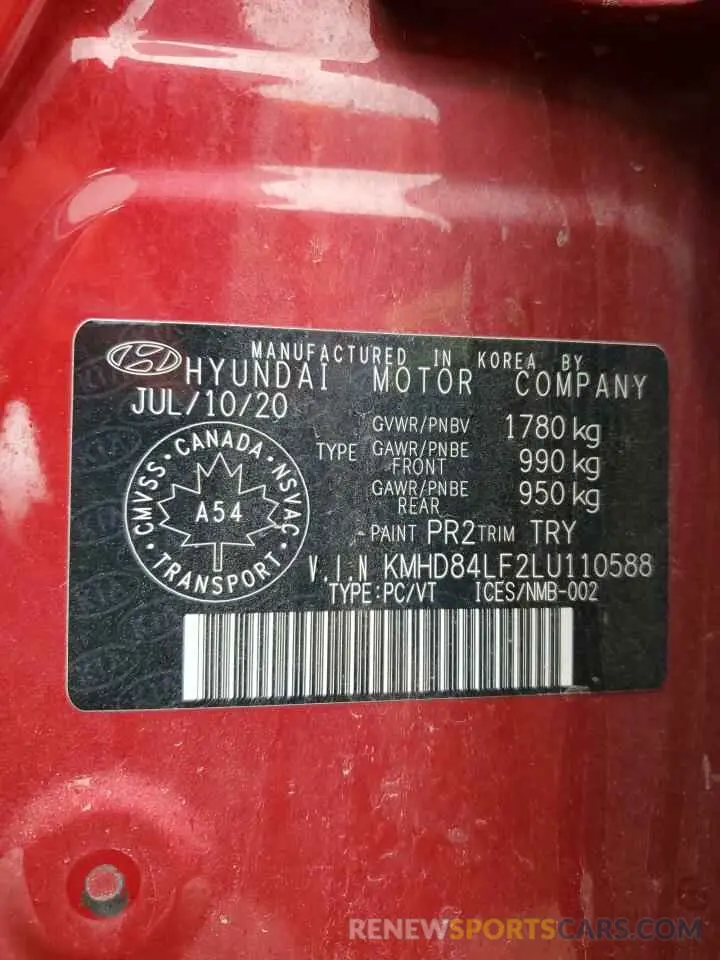 MANUFACTURED IN KOREA BY
HYUNDAI MOTOR COMPANY
JUL/10/20
TYPE
GVWR/PNBV 1780 kg
GAWR/PNBE FRONT 990 kg
GAWR/PNBE REAR 950 kg
CMVSS · CANADA · NSVAC
A54
· TRANSPORT ·
PAINT PR2 TRIM TRY
V.I.N KMHD84LF2LU110588
TYPE:PC/VT ICES/NMB-002
RENEWSPORTSCARS.COM